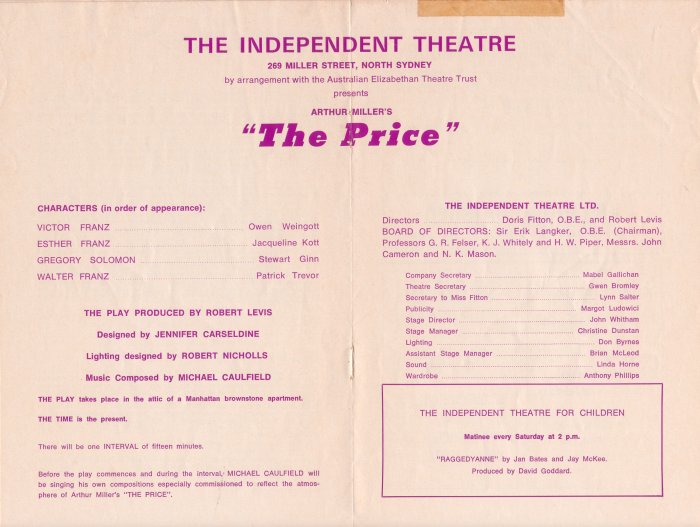 THE INDEPENDENT THEATRE
269 MILLER STREET, NORTH SYDNEY
by arrangement with the Australian Elizabethan Theatre Trust
presents
ARTHUR MILLER'S
"The Price"
CHARACTERS (in order of appearance):
VICTOR FRANZ ........ Owen Weingott
ESTHER FRANZ ........ Jacqueline Kott
GREGORY SOLOMON ........ Stewart Ginn
WALTER FRANZ ........ Patrick Trevor
THE PLAY PRODUCED BY ROBERT LEVIS
Designed by JENNIFER CARSELDINE
Lighting designed by ROBERT NICHOLLS
Music Composed by MICHAEL CAULFIELD
THE PLAY takes place in the attic of a Manhattan brownstone apartment.
THE TIME is the present.
There will be one INTERVAL of fifteen minutes.
Before the play commences and during the interval, MICHAEL CAULFIELD will
be singing his own compositions especially commissioned to reflect the atmos-
phere of Arthur Miller's "THE PRICE".
THE INDEPENDENT THEATRE LTD.
Directors ........ Doris Fitton, O.B.E., and Robert Levis
BOARD OF DIRECTORS: Sir Erik Langker, O.B.E. (Chairman),
Professors G. R. Felser, K. J. Whitely and H. W. Piper, Messrs. John
Cameron and N. K. Mason.
Company Secretary ........ Mabel Gallichan
Theatre Secretary ........ Gwen Bromley
Secretary to Miss Fitton ........ Lynn Salter
Publicity ........ Margot Ludowici
Stage Director ........ John Whitham
Stage Manager ........ Christine Dunstan
Lighting ........ Don Byrnes
Assistant Stage Manager ........ Brian McLeod
Sound ........ Linda Horne
Wardrobe ........ Anthony Phillips
THE INDEPENDENT THEATRE FOR CHILDREN
Matinee every Saturday at 2 p.m.
"RAGGEDYANNE" by Jan Bates and Jay McKee.
Produced by David Goddard.